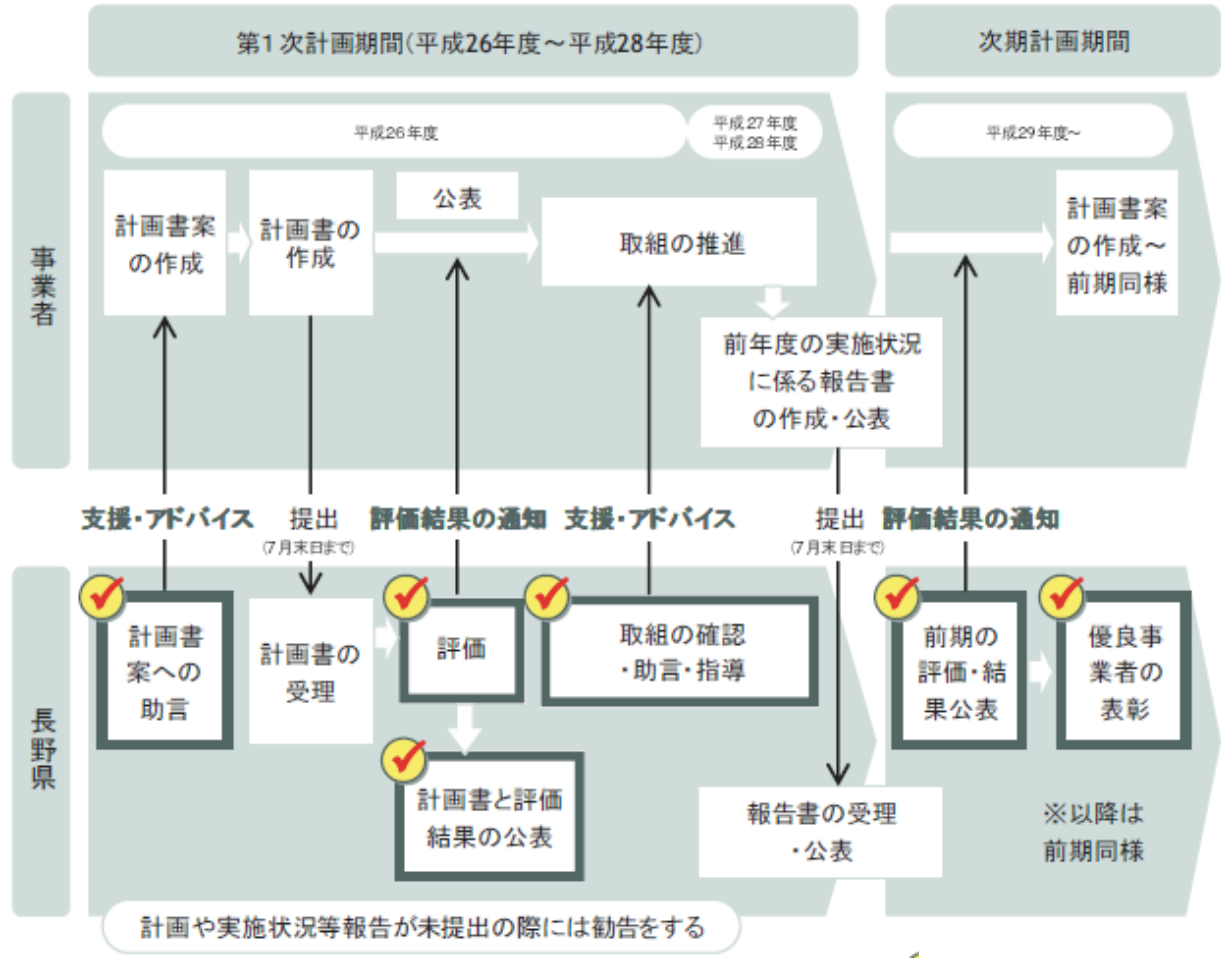 第1次計画期間(平成26年度～平成28年度)
次期計画期間
事業者
平成26年度
平成27年度
平成28年度
平成29年度～
計画書案
の作成
計画書の
作成
公表
取組の推進
計画書案
の作成～
前期同様
前年度の実施状況
に係る報告書
の作成・公表
支援・アドバイス
提出
(7月末日まで)
評価結果の通知
支援・アドバイス
提出
(7月末日まで)
評価結果の通知
長野県
計画書
案への
助言
計画書の
受理
評価
取組の確認
・助言・指導
前期の
評価・結
果公表
優良事
業者の
表彰
計画書と評価
結果の公表
報告書の受理
・公表
※以降は
前期同様
計画や実施状況等報告が未提出の際には勧告をする